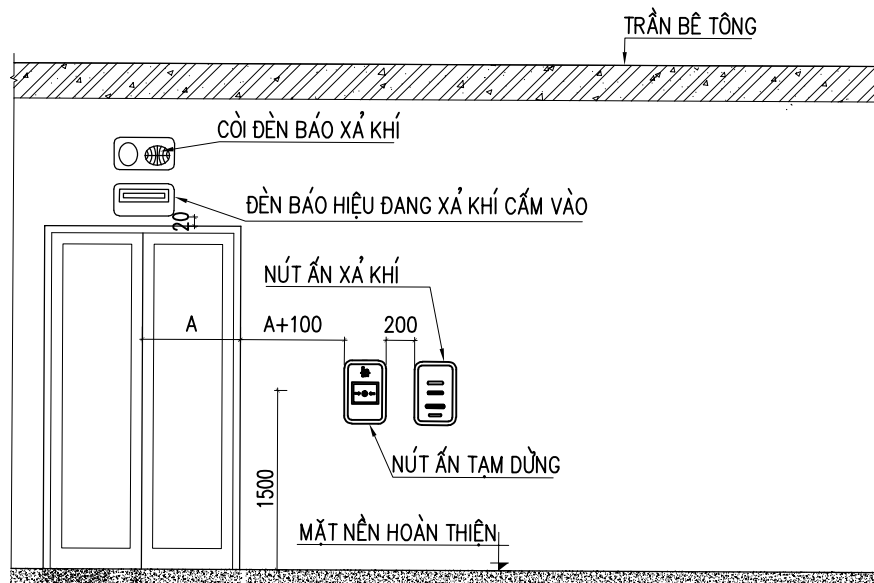 TRẦN BÊ TÔNG
CÒI ĐÈN BÁO XẢ KHÍ
ĐÈN BÁO HIỆU ĐANG XẢ KHÍ CẤM VÀO
20
NÚT ẤN XẢ KHÍ
A
A+100
200
NÚT ẤN TẠM DỪNG
1500
MẶT NỀN HOÀN THIỆN